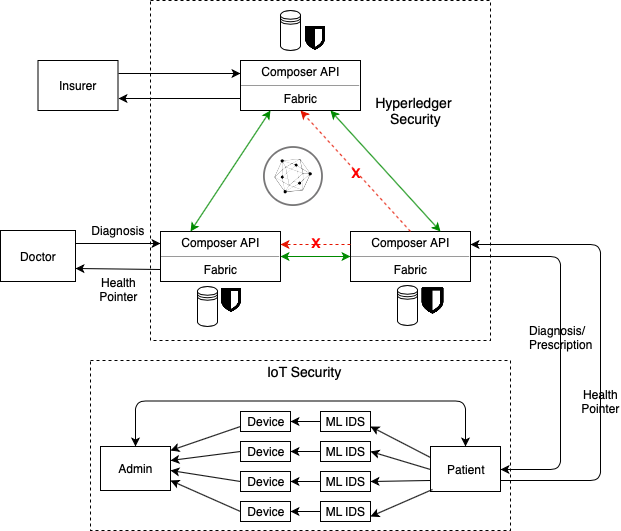 Composer API
Fabric
Insurer
Hyperledger
Security
X
Diagnosis
Composer API
Fabric
X
Composer API
Fabric
Doctor
Health
Pointer
Diagnosis/
Prescription
IoT Security
Health
Pointer
Device
ML IDS
Device
ML IDS
Admin
Patient
Device
ML IDS
Device
ML IDS